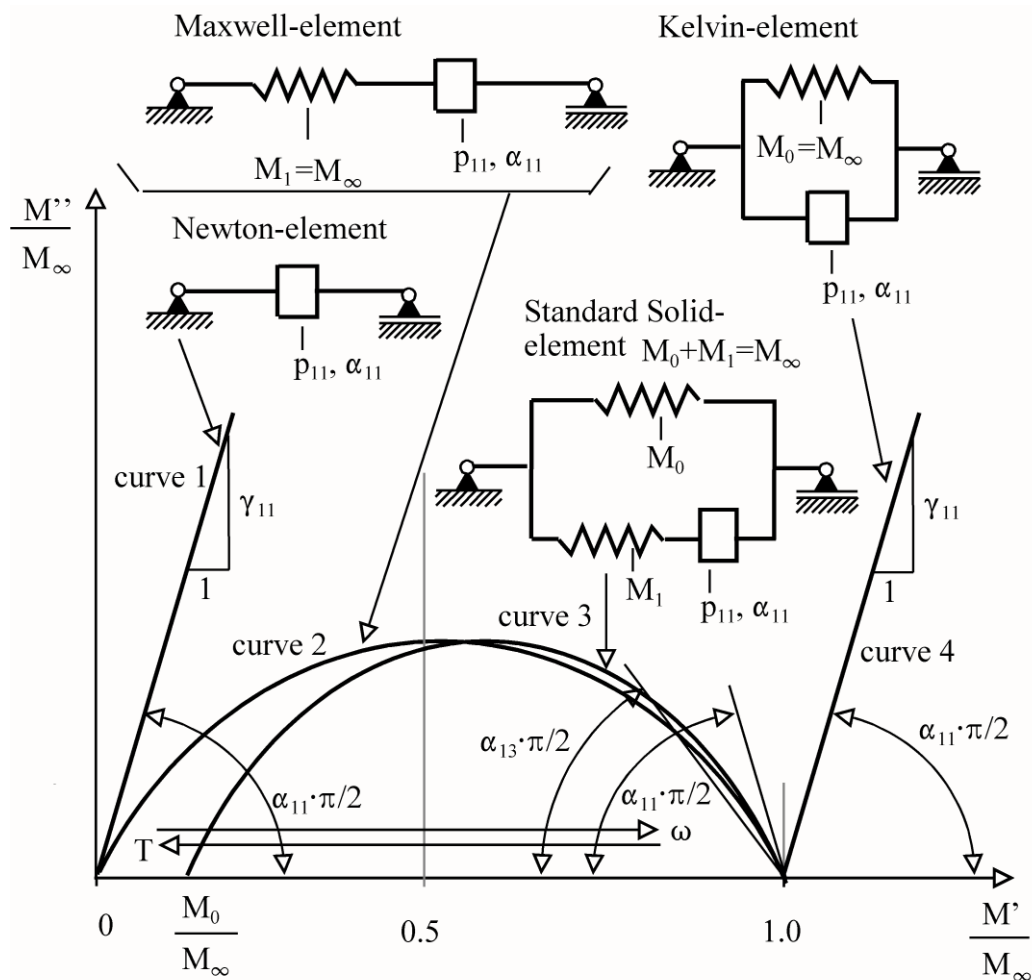 Maxwell-element
M₁=M∞
p₁₁, α₁₁
Kelvin-element
M₀=M∞
p₁₁, α₁₁
M’’
M∞
Newton-element
p₁₁, α₁₁
Standard Solid-
element M₀+M₁=M∞
M₀
M₁
p₁₁, α₁₁
curve 1
γ₁₁
1
curve 2
curve 3
γ₁₁
1
curve 4
α₁₁·π/2
α₁₃·π/2
α₁₁·π/2
α₁₁·π/2
T
ω
0
M₀
M∞
0.5
1.0
M’
M∞